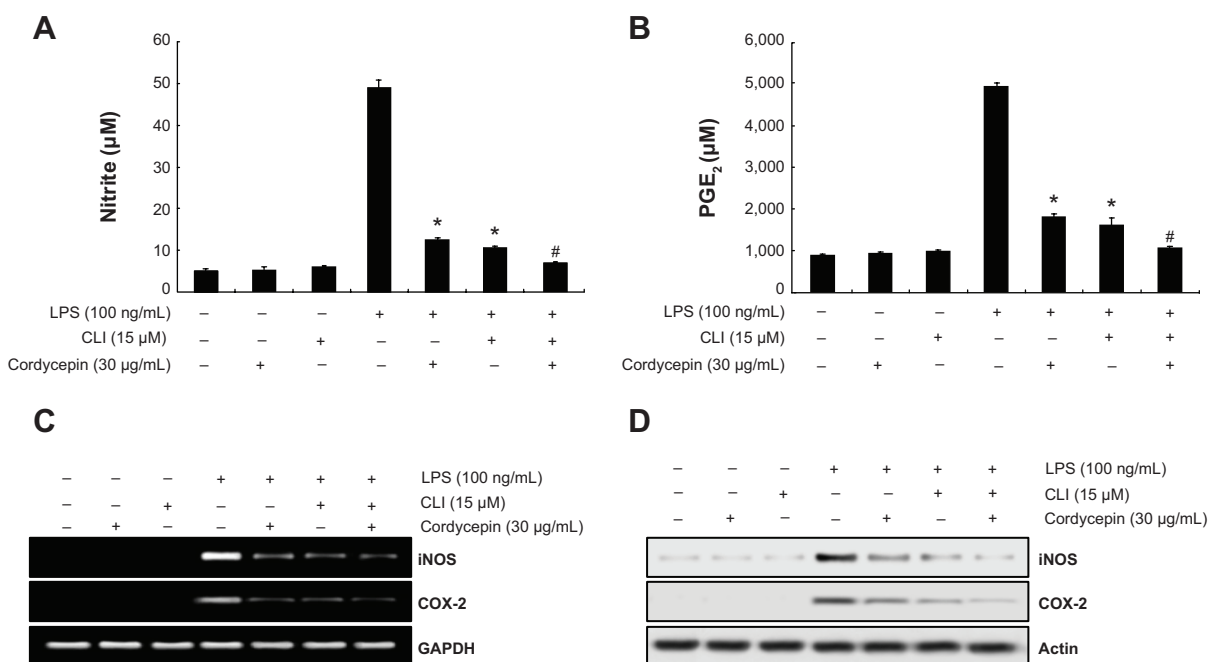 A
60
50
40
30
20
10
0
Nitrite (µM)
* * #
LPS (100 ng/mL) – – – + + + +
CLI (15 µM) – – + – – + +
Cordycepin (30 µg/mL) – + – – + – +
B
6,000
5,000
4,000
3,000
2,000
1,000
0
PGE₂ (µM)
* * #
LPS (100 ng/mL) – – – + + + +
CLI (15 µM) – – + – – + +
Cordycepin (30 µg/mL) – + – – + – +
C
– – – + + + + LPS (100 ng/mL)
– – + – – + + CLI (15 µM)
– + – – + – + Cordycepin (30 µg/mL)
iNOS
COX-2
GAPDH
D
– – – + + + + LPS (100 ng/mL)
– – + – – + + CLI (15 µM)
– + – – + – + Cordycepin (30 µg/mL)
iNOS
COX-2
Actin